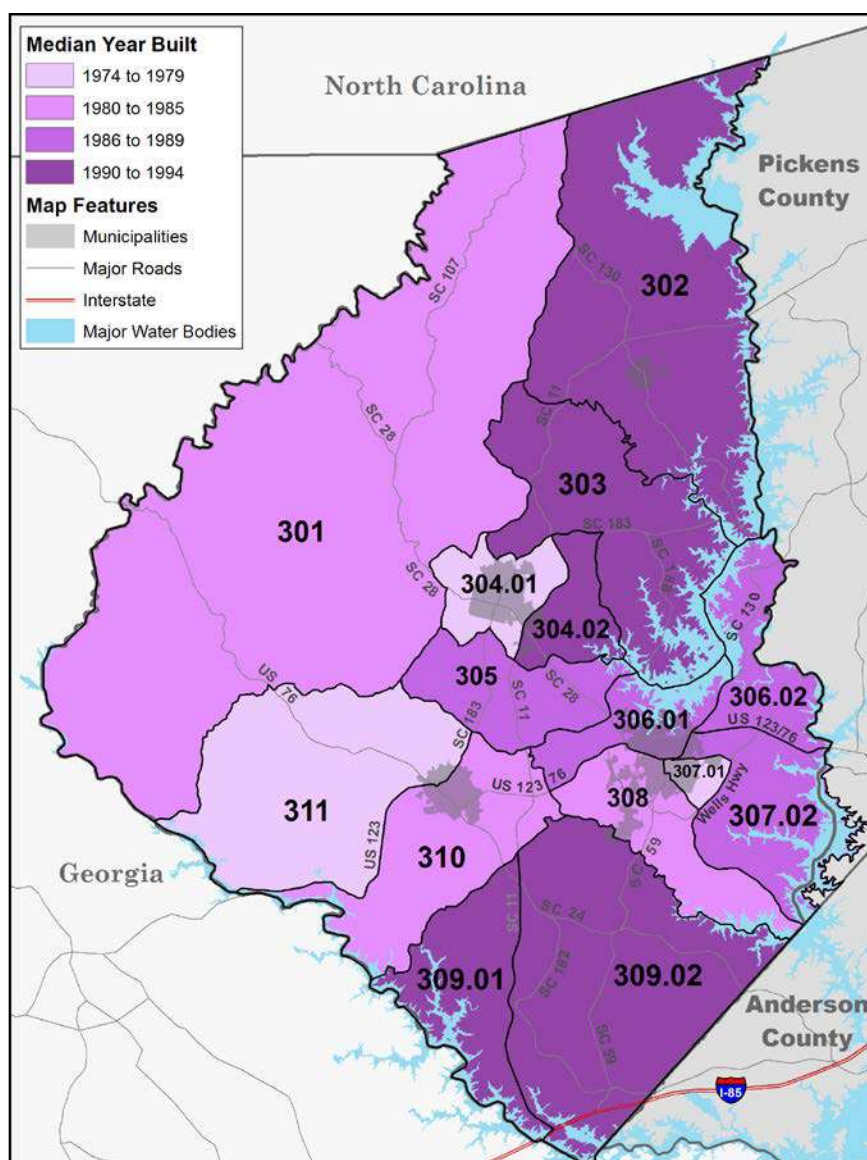 Median Year Built
1974 to 1979
1980 to 1985
1986 to 1989
1990 to 1994
Map Features
Municipalities
Major Roads
Interstate
Major Water Bodies
North Carolina
Pickens
County
SC 107
SC 130
302
SC 28
SC 11
303
301
SC 183
SC 188
304.01
SC 28
304.02
SC 130
305
SC 28
US 76
SC 183
SC 11
306.01
306.02
US 123/76
307.01
US 123/76
308
Wells Hwy
307.02
311
US 123
310
SC 59
Georgia
SC 11
SC 24
309.01
SC 182
309.02
Anderson
County
SC 59
I-85